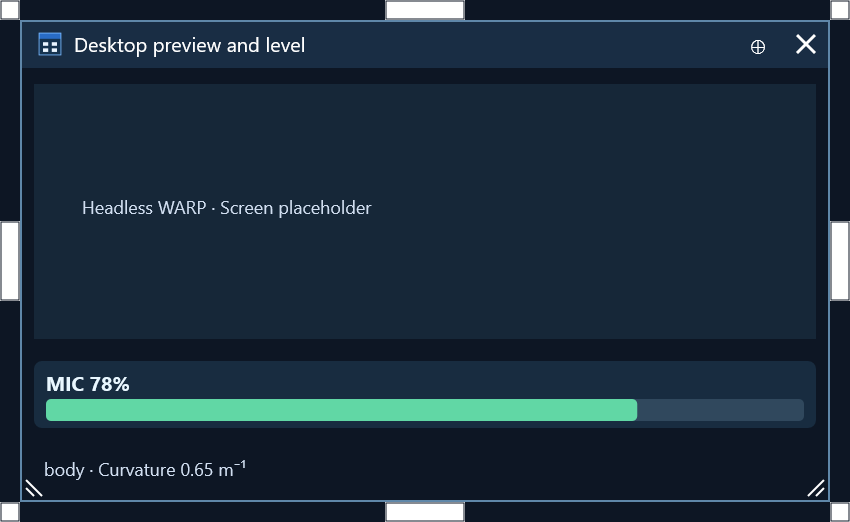 Desktop preview and level
Headless WARP · Screen placeholder
MIC 78%
body · Curvature 0.65 m⁻¹